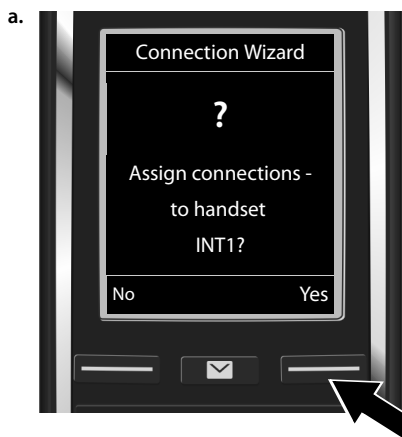 a.
Connection Wizard
?
Assign connections -
to handset
INT1?
No Yes